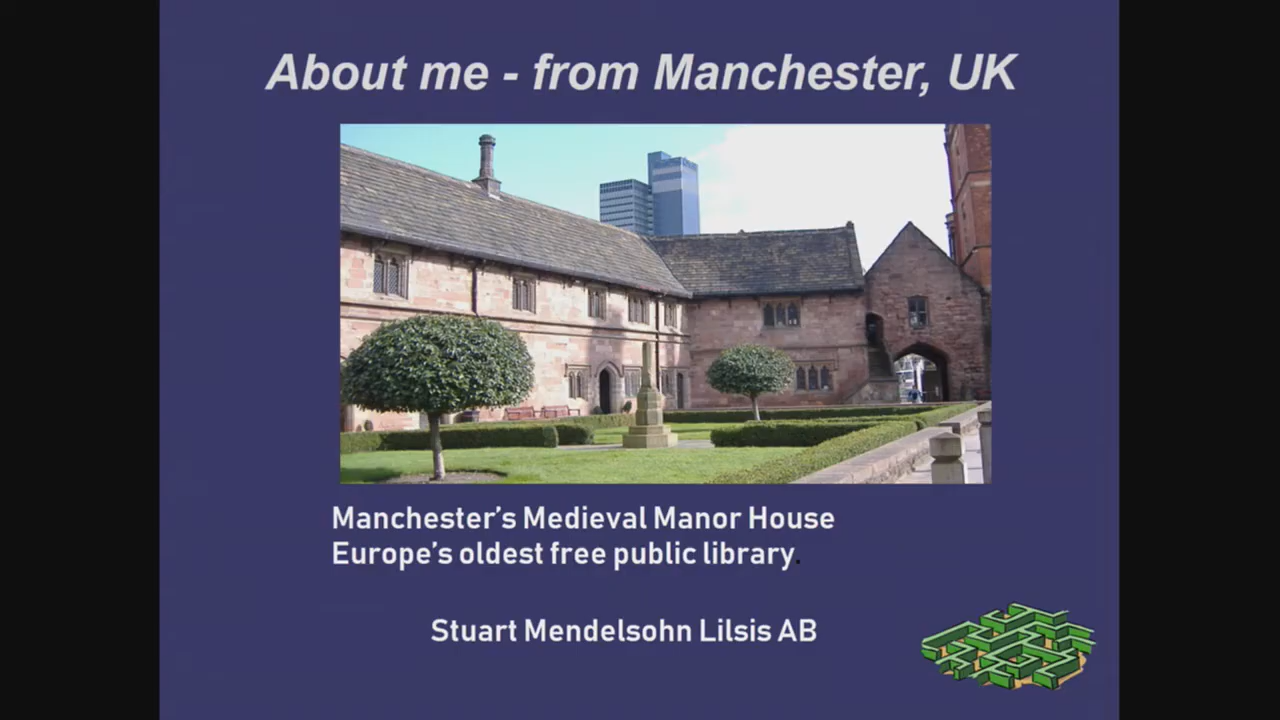 About me - from Manchester, UK
Manchester's Medieval Manor House
Europe's oldest free public library.
Stuart Mendelsohn Lilsis AB